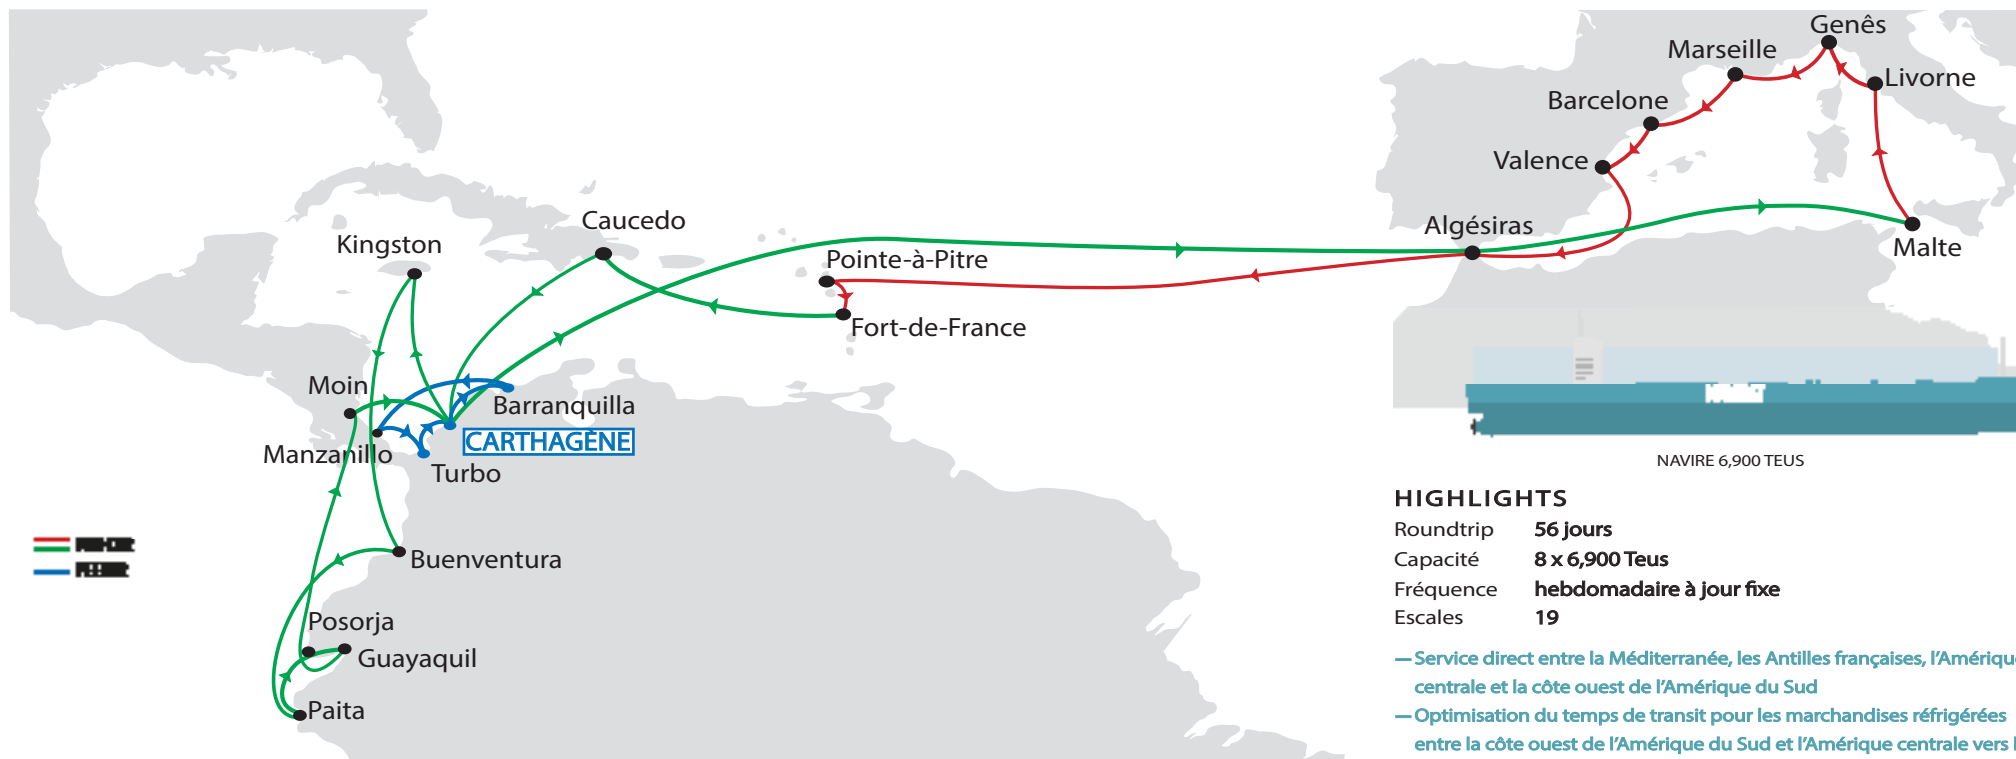 Genês
Marseille
Livorne
Barcelone
Valence
Algésiras
Malte
Caucedo
Kingston
Pointe-à-Pitre
Fort-de-France
Moin
Barranquilla
CARTHAGÈNE
Manzanillo
Turbo
Buenventura
Posorja
Guayaquil
Paita
NAVIRE 6,900 TEUS
HIGHLIGHTS
Roundtrip 56 jours
Capacité 8 x 6,900 Teus
Fréquence hebdomadaire à jour fixe
Escales 19
— Service direct entre la Méditerranée, les Antilles françaises, l’Amérique
centrale et la côte ouest de l’Amérique du Sud
— Optimisation du temps de transit pour les marchandises réfrigérées
entre la côte ouest de l’Amérique du Sud et l’Amérique centrale vers